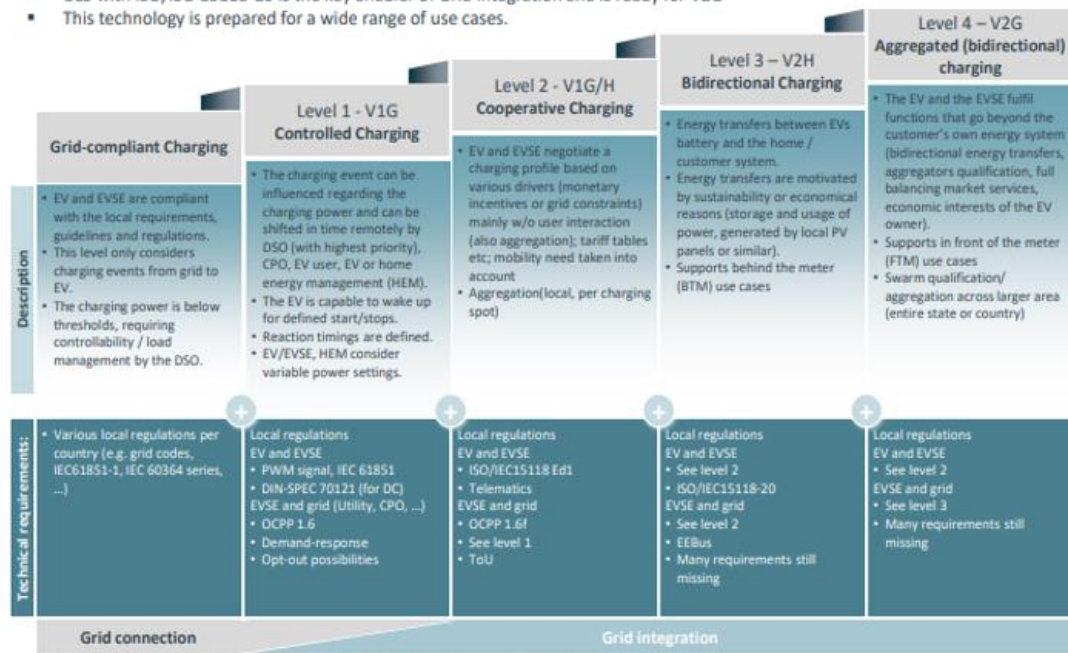 ▪ This technology is prepared for a wide range of use cases.
Grid-compliant Charging
Level 1 - V1G
Controlled Charging
Level 2 - V1G/H
Cooperative Charging
Level 3 – V2H
Bidirectional Charging
Level 4 – V2G
Aggregated (bidirectional)
charging
Description
• EV and EVSE are compliant
with the local requirements,
guidelines and regulations.
• This level only considers
charging events from grid to
EV.
• The charging power is below
thresholds, requiring
controllability / load
management by the DSO.
• The charging event can be
influenced regarding the
charging power and can be
shifted in time remotely by
DSO (with highest priority),
CPO, EV user, EV or home
energy management (HEM).
• The EV is capable to wake up
for defined start/stops.
• Reaction timings are defined.
• EV/EVSE, HEM consider
variable power settings.
• EV and EVSE negotiate a
charging profile based on
various drivers (monetary
incentives or grid constraints)
mainly w/o user interaction
(also aggregation); tariff tables
etc; mobility need taken into
account
• Aggregation(local, per charging
spot)
• Energy transfers between EVs
battery and the home /
customer system.
• Energy transfers are motivated
by sustainability or economical
reasons (storage and usage of
power, generated by local PV
panels or similar).
• Supports behind the meter
(BTM) use cases
• The EV and the EVSE fulfil
functions that go beyond the
customer's own energy system
(bidirectional energy transfers,
aggregators qualification, full
balancing market services,
economic interests of the EV
owner).
• Supports in front of the meter
(FTM) use cases
• Swarm qualification/
aggregation across larger area
(entire state or country)
+
+
+
+
Technical requirements:
• Various local regulations per
country (e.g. grid codes,
IEC61851-1, IEC 60364 series,
...)
Local regulations
EV and EVSE
• PWM signal, IEC 61851
• DIN-SPEC 70121 (for DC)
EVSE and grid (Utility, CPO, ...)
• OCPP 1.6
• Demand-response
• Opt-out possibilities
Local regulations
EV and EVSE
• ISO/IEC15118 Ed1
• Telematics
EVSE and grid
• OCPP 1.6f
• See level 1
• ToU
Local regulations
EV and EVSE
• See level 2
• ISO/IEC15118-20
EVSE and grid
• See level 2
• EEBus
• Many requirements still
missing
Local regulations
EV and EVSE
• See level 2
EVSE and grid
• See level 3
• Many requirements still
missing
Grid connection
Grid integration